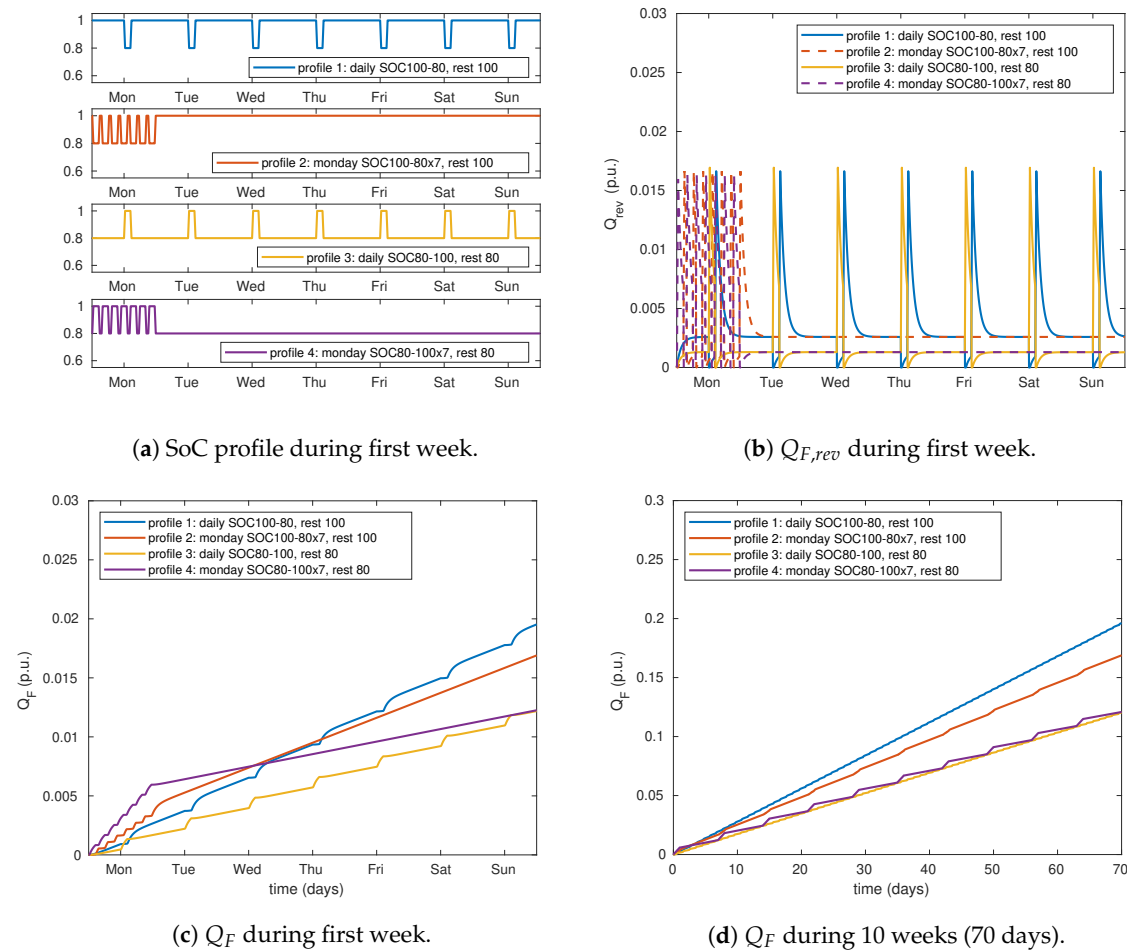 1
0.8
0.6
profile 1: daily SOC100-80, rest 100
Mon Tue Wed Thu Fri Sat Sun
1
0.8
0.6
profile 2: monday SOC100-80x7, rest 100
Mon Tue Wed Thu Fri Sat Sun
1
0.8
0.6
profile 3: daily SOC80-100, rest 80
Mon Tue Wed Thu Fri Sat Sun
1
0.8
0.6
profile 4: monday SOC80-100x7, rest 80
Mon Tue Wed Thu Fri Sat Sun
(a) SoC profile during first week.
0.03
0.025
0.02
0.015
0.01
0.005
0
Q_rev (p.u.)
profile 1: daily SOC100-80, rest 100
profile 2: monday SOC100-80x7, rest 100
profile 3: daily SOC80-100, rest 80
profile 4: monday SOC80-100x7, rest 80
Mon Tue Wed Thu Fri Sat Sun
(b) Q_F,rev during first week.
0.03
0.025
0.02
0.015
0.01
0.005
0
Q_F (p.u.)
profile 1: daily SOC100-80, rest 100
profile 2: monday SOC100-80x7, rest 100
profile 3: daily SOC80-100, rest 80
profile 4: monday SOC80-100x7, rest 80
Mon Tue Wed Thu Fri Sat Sun
time (days)
(c) Q_F during first week.
0.3
0.25
0.2
0.15
0.1
0.05
0
Q_F (p.u.)
profile 1: daily SOC100-80, rest 100
profile 2: monday SOC100-80x7, rest 100
profile 3: daily SOC80-100, rest 80
profile 4: monday SOC80-100x7, rest 80
0 10 20 30 40 50 60 70
time (days)
(d) Q_F during 10 weeks (70 days).